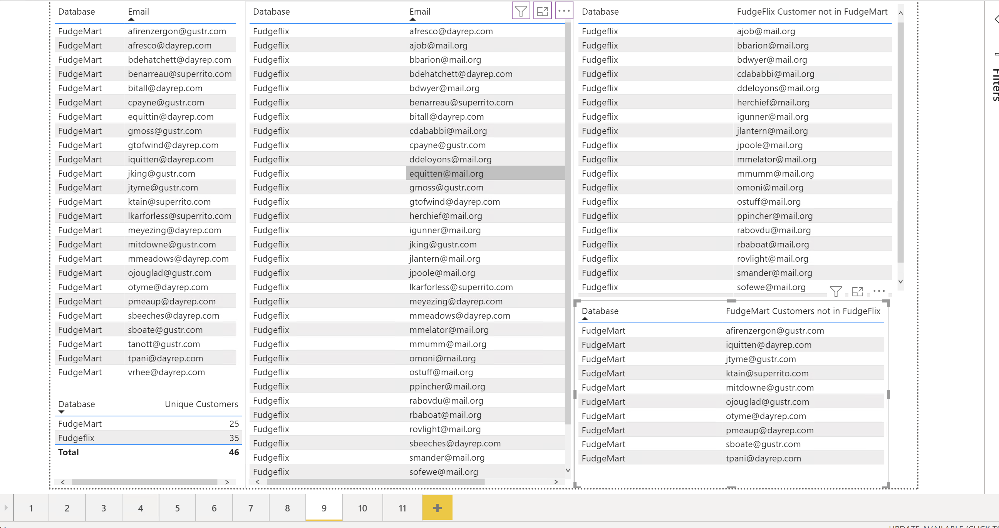 Database Email
FudgeMart afirenzergon@gustr.com
FudgeMart afresco@dayrep.com
FudgeMart bdehatchett@dayrep.com
FudgeMart benarreau@superrito.com
FudgeMart bitall@dayrep.com
FudgeMart cpayne@gustr.com
FudgeMart equittin@dayrep.com
FudgeMart gmoss@gustr.com
FudgeMart gtofwind@dayrep.com
FudgeMart iquitten@dayrep.com
FudgeMart jking@gustr.com
FudgeMart jtyme@gustr.com
FudgeMart ktain@superrito.com
FudgeMart lkarforless@superrito.com
FudgeMart meyezing@dayrep.com
FudgeMart mitdowne@gustr.com
FudgeMart mmeadows@dayrep.com
FudgeMart ojouglad@gustr.com
FudgeMart otyme@dayrep.com
FudgeMart pmeaup@dayrep.com
FudgeMart sbeeches@dayrep.com
FudgeMart sboate@gustr.com
FudgeMart tanott@gustr.com
FudgeMart tpani@dayrep.com
FudgeMart vrhee@dayrep.com
Database Unique Customers
FudgeMart 25
Fudgeflix 35
Total 46
Database Email
Fudgeflix afresco@dayrep.com
Fudgeflix ajob@mail.org
Fudgeflix bbarion@mail.org
Fudgeflix bdehatchett@dayrep.com
Fudgeflix bdwyer@mail.org
Fudgeflix benarreau@superrito.com
Fudgeflix bitall@dayrep.com
Fudgeflix cdababbi@mail.org
Fudgeflix cpayne@gustr.com
Fudgeflix ddeloyons@mail.org
Fudgeflix equitten@mail.org
Fudgeflix gmoss@gustr.com
Fudgeflix gtofwind@dayrep.com
Fudgeflix herchief@mail.org
Fudgeflix igunner@mail.org
Fudgeflix jking@gustr.com
Fudgeflix jlantern@mail.org
Fudgeflix jpoole@mail.org
Fudgeflix lkarforless@superrito.com
Fudgeflix meyezing@dayrep.com
Fudgeflix mmeadows@dayrep.com
Fudgeflix mmelator@mail.org
Fudgeflix mmumm@mail.org
Fudgeflix omoni@mail.org
Fudgeflix ostuff@mail.org
Fudgeflix ppincher@mail.org
Fudgeflix rabovdu@mail.org
Fudgeflix rbaboat@mail.org
Fudgeflix rovlight@mail.org
Fudgeflix sbeeches@dayrep.com
Fudgeflix smander@mail.org
Fudgeflix sofewe@mail.org
Database FudgeFlix Customer not in FudgeMart
Fudgeflix ajob@mail.org
Fudgeflix bbarion@mail.org
Fudgeflix bdwyer@mail.org
Fudgeflix cdababbi@mail.org
Fudgeflix ddeloyons@mail.org
Fudgeflix herchief@mail.org
Fudgeflix igunner@mail.org
Fudgeflix jlantern@mail.org
Fudgeflix jpoole@mail.org
Fudgeflix mmelator@mail.org
Fudgeflix mmumm@mail.org
Fudgeflix omoni@mail.org
Fudgeflix ostuff@mail.org
Fudgeflix ppincher@mail.org
Fudgeflix rabovdu@mail.org
Fudgeflix rbaboat@mail.org
Fudgeflix rovlight@mail.org
Fudgeflix smander@mail.org
Fudgeflix sofewe@mail.org
Database FudgeMart Customers not in FudgeFlix
FudgeMart afirenzergon@gustr.com
FudgeMart iquitten@dayrep.com
FudgeMart jtyme@gustr.com
FudgeMart ktain@superrito.com
FudgeMart mitdowne@gustr.com
FudgeMart ojouglad@gustr.com
FudgeMart otyme@dayrep.com
FudgeMart pmeaup@dayrep.com
FudgeMart sboate@gustr.com
FudgeMart tpani@dayrep.com
Filters
1 2 3 4 5 6 7 8 9 10 11
UPDATE AVAILABLE (CLICK